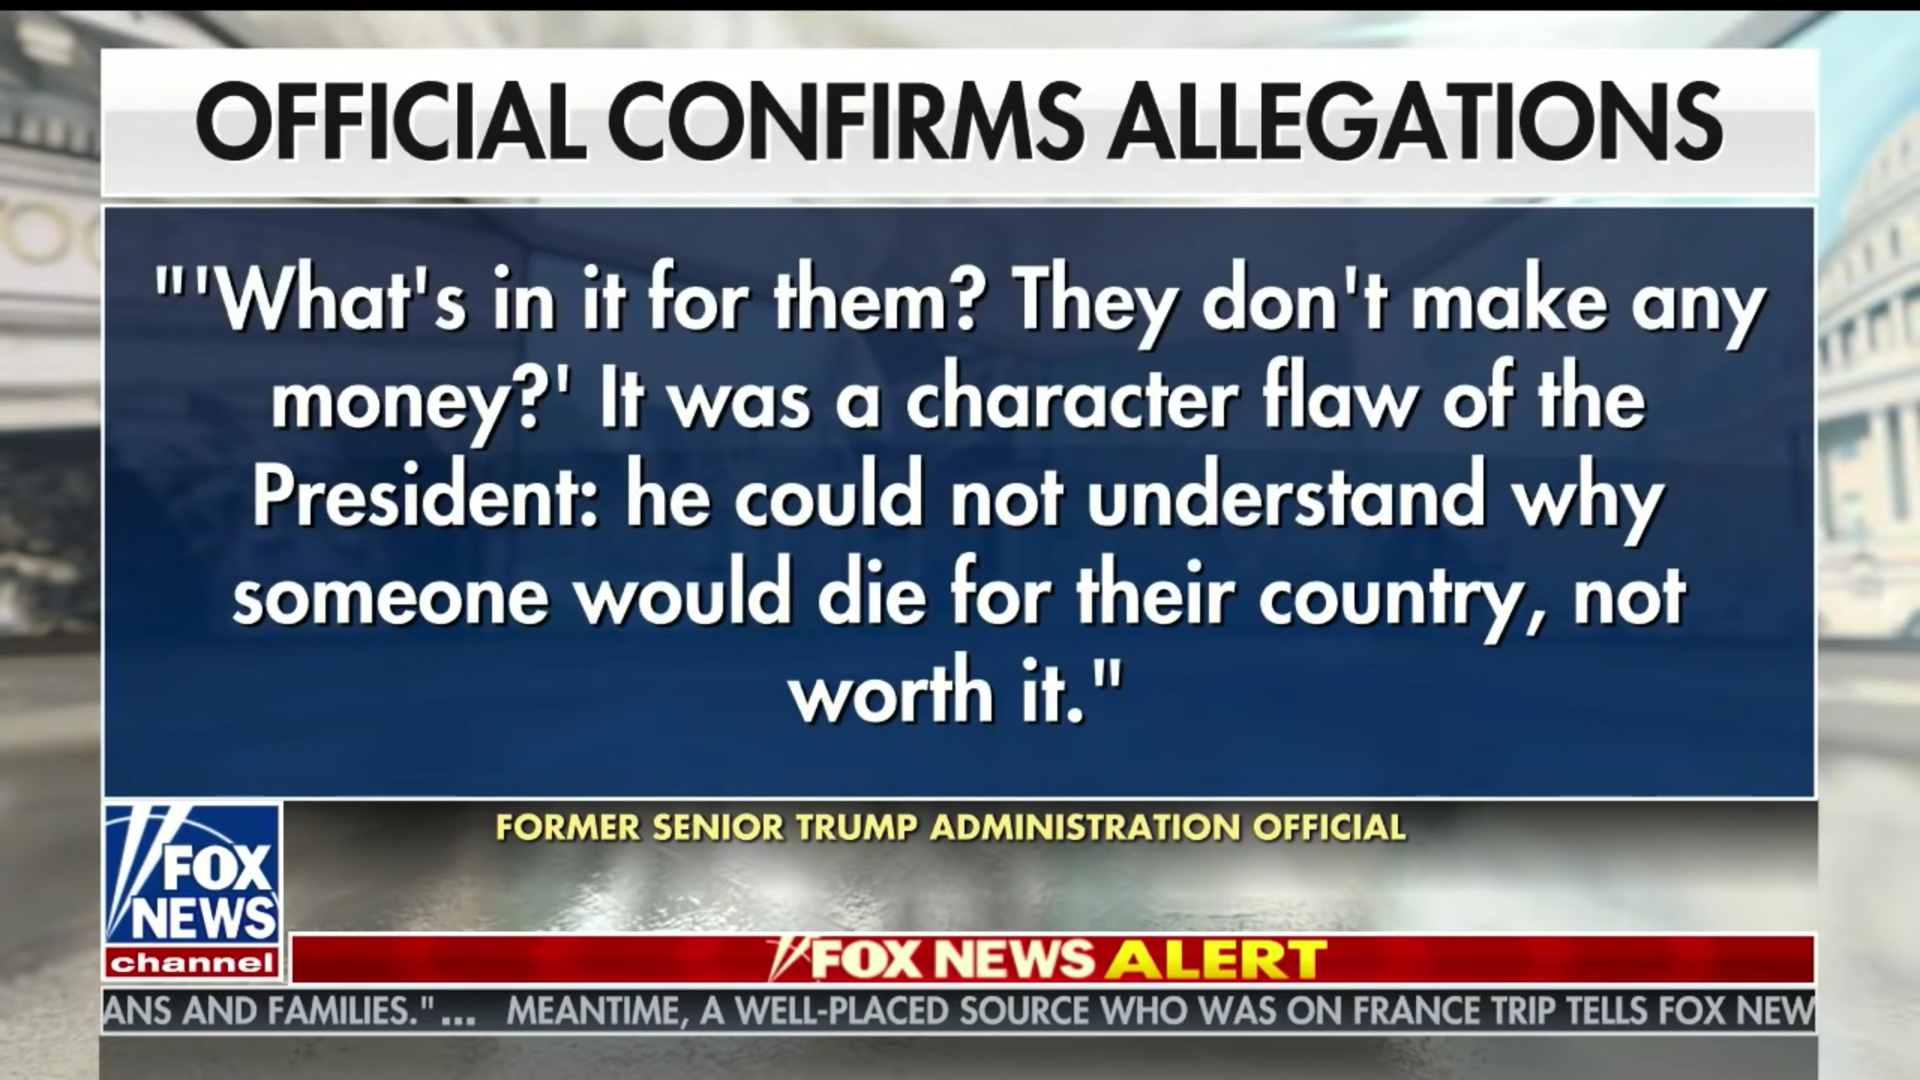 OFFICIAL CONFIRMS ALLEGATIONS
"'What's in it for them? They don't make any
money?' It was a character flaw of the
President: he could not understand why
someone would die for their country, not
worth it."
FORMER SENIOR TRUMP ADMINISTRATION OFFICIAL
FOX
NEWS
channel
FOX NEWS ALERT
ANS AND FAMILIES."... MEANTIME, A WELL-PLACED SOURCE WHO WAS ON FRANCE TRIP TELLS FOX NEW